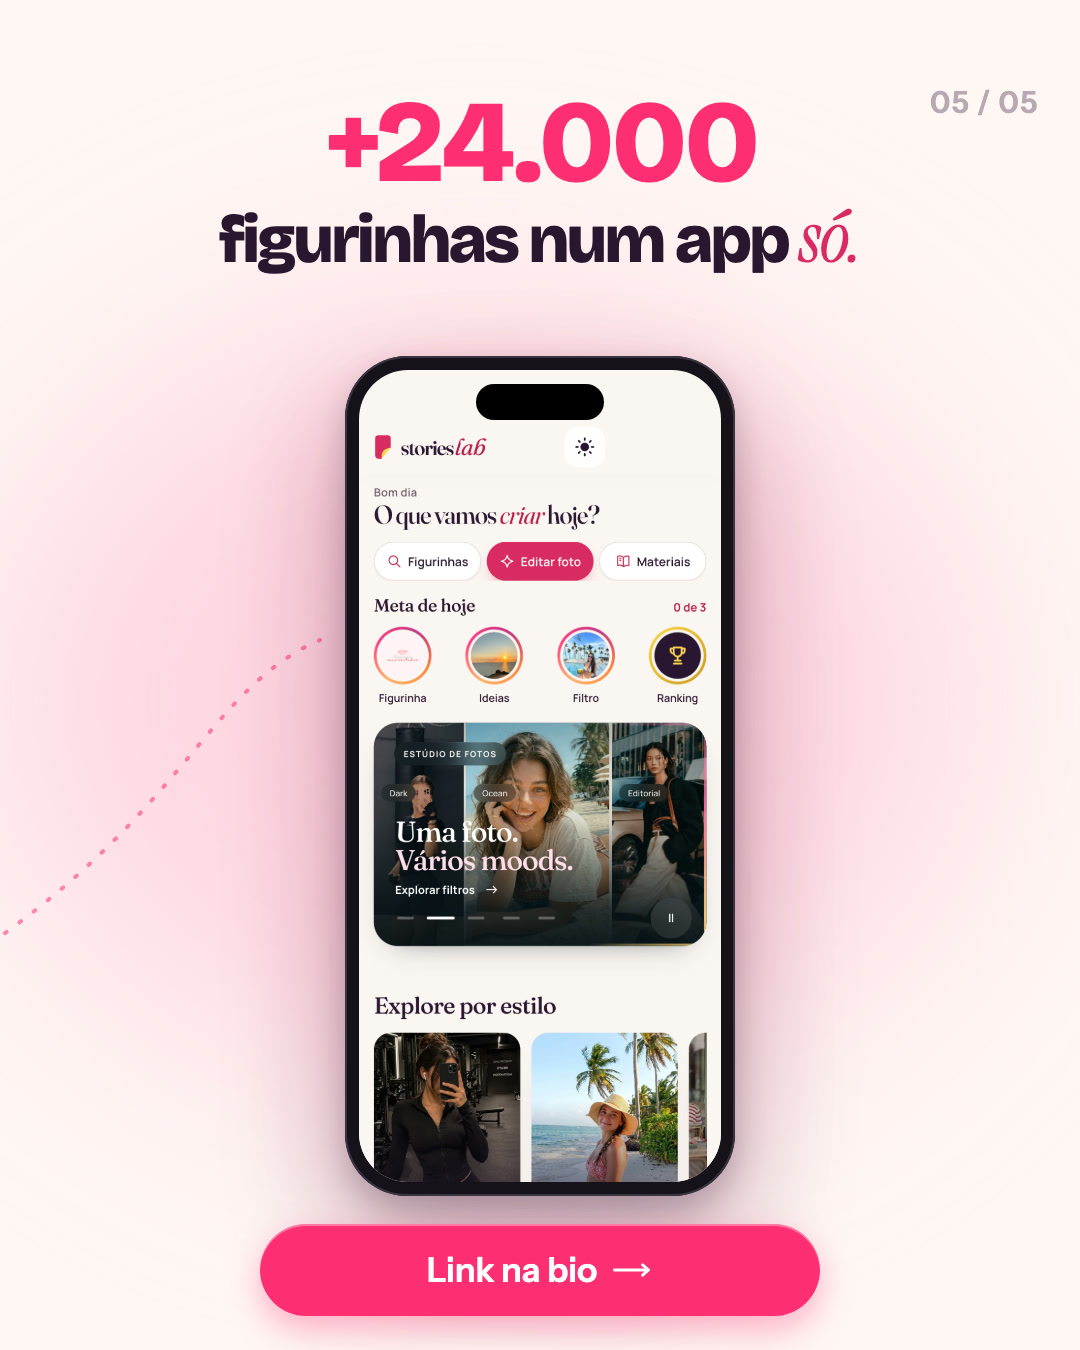 05 / 05
+24.000
figurinhas num app só.
storieslab
Bom dia
O que vamos criar hoje?
Figurinhas
Editar foto
Materiais
Meta de hoje
0 de 3
Figurinha
Ideias
Filtro
Ranking
ESTÚDIO DE FOTOS
Dark
Ocean
Editorial
Uma foto.
Vários moods.
Explorar filtros →
Explore por estilo
Link na bio →